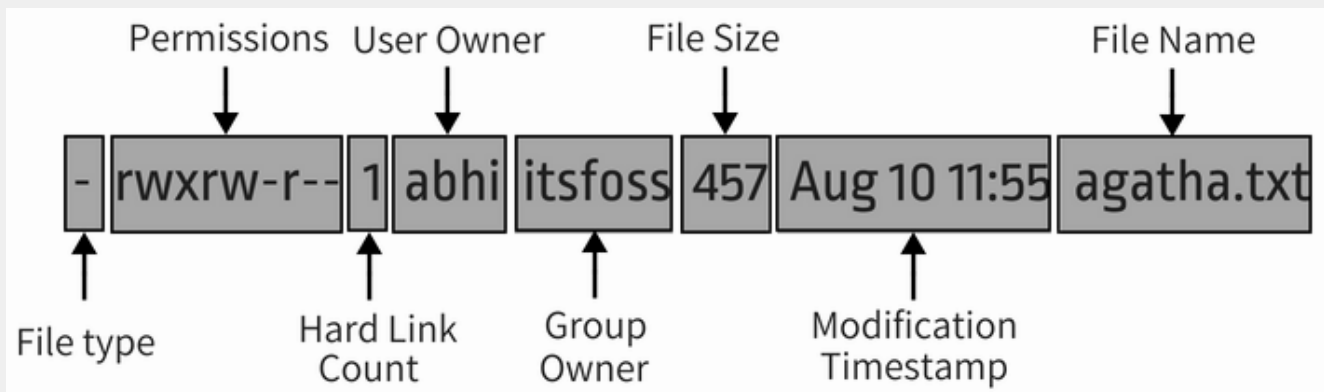 Permissions User Owner File Size File Name
- rwxrw-r-- 1 abhi itsfoss 457 Aug 10 11:55 agatha.txt
File type
Hard Link
Count
Group
Owner
Modification
Timestamp